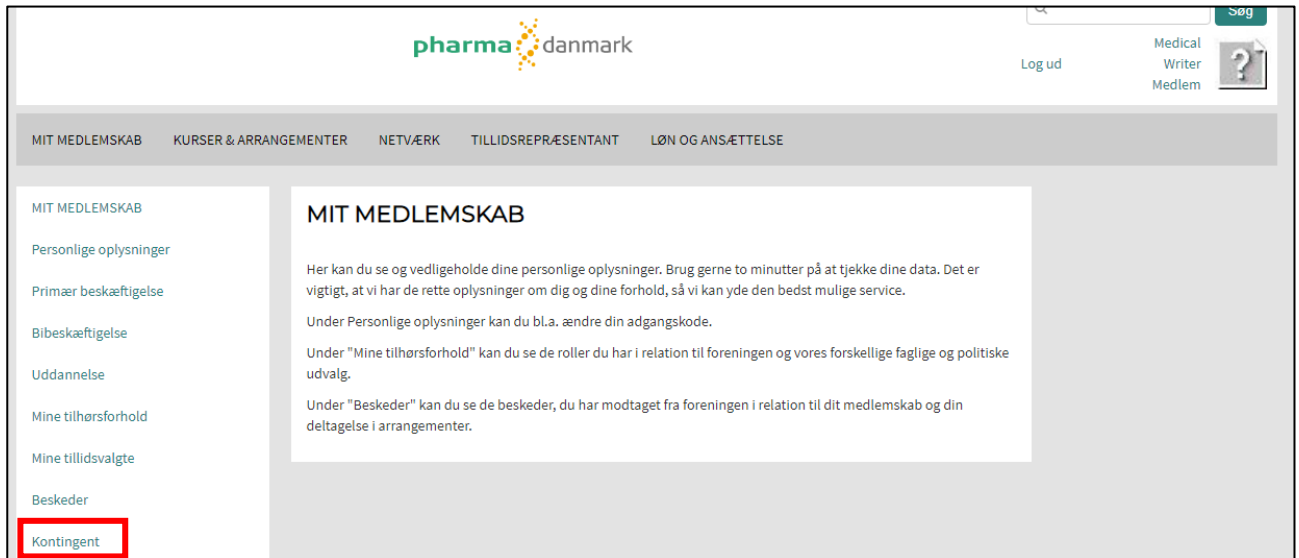 Søg
pharma danmark
Log ud
Medical
Writer
Medlem
?
MIT MEDLEMSKAB KURSER & ARRANGEMENTER NETVÆRK TILLIDSREPRÆSENTANT LØN OG ANSÆTTELSE
MIT MEDLEMSKAB
Personlige oplysninger
Primær beskæftigelse
Bibeskæftigelse
Uddannelse
Mine tilhørsforhold
Mine tillidsvalgte
Beskeder
Kontingent
MIT MEDLEMSKAB
Her kan du se og vedligeholde dine personlige oplysninger. Brug gerne to minutter på at tjekke dine data. Det er
vigtigt, at vi har de rette oplysninger om dig og dine forhold, så vi kan yde den bedst mulige service.
Under Personlige oplysninger kan du bl.a. ændre din adgangskode.
Under "Mine tilhørsforhold" kan du se de roller du har i relation til foreningen og vores forskellige faglige og politiske
udvalg.
Under "Beskeder" kan du se de beskeder, du har modtaget fra foreningen i relation til dit medlemskab og din
deltagelse i arrangementer.